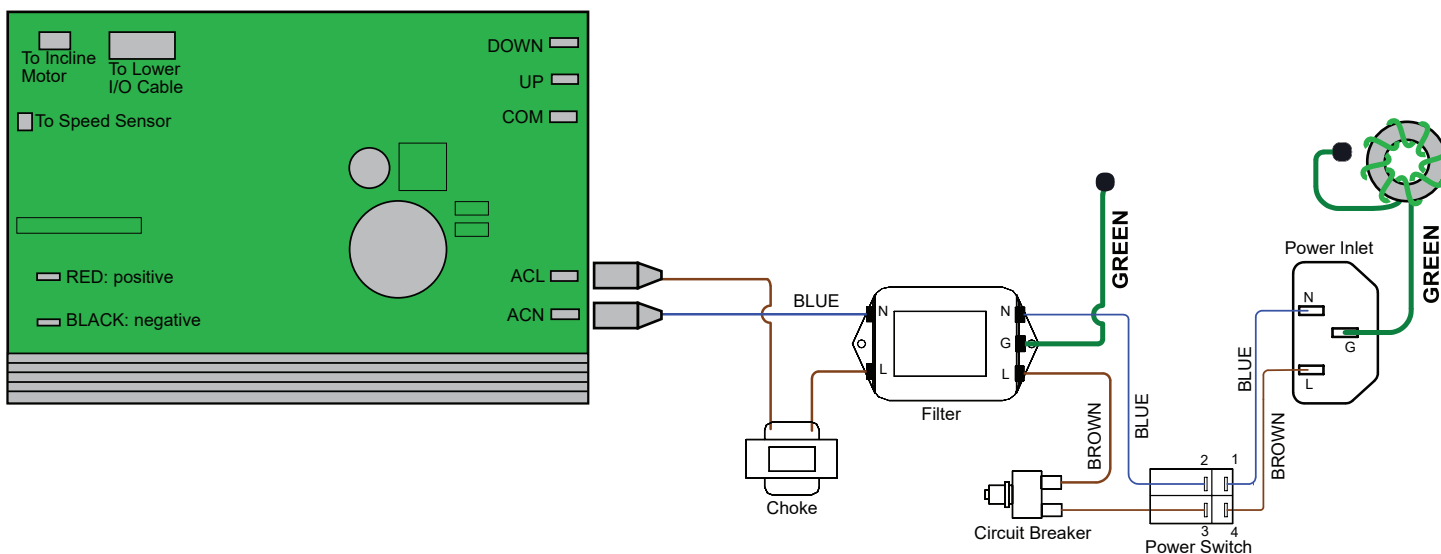 To Incline
Motor
To Lower
I/O Cable
To Speed Sensor
DOWN
UP
COM
RED: positive
BLACK: negative
ACL
ACN
BLUE
N
L
N
G
L
Filter
GREEN
Choke
BROWN
BLUE
Circuit Breaker
2
1
3
4
Power Switch
BLUE
BROWN
Power Inlet
N
G
L
GREEN